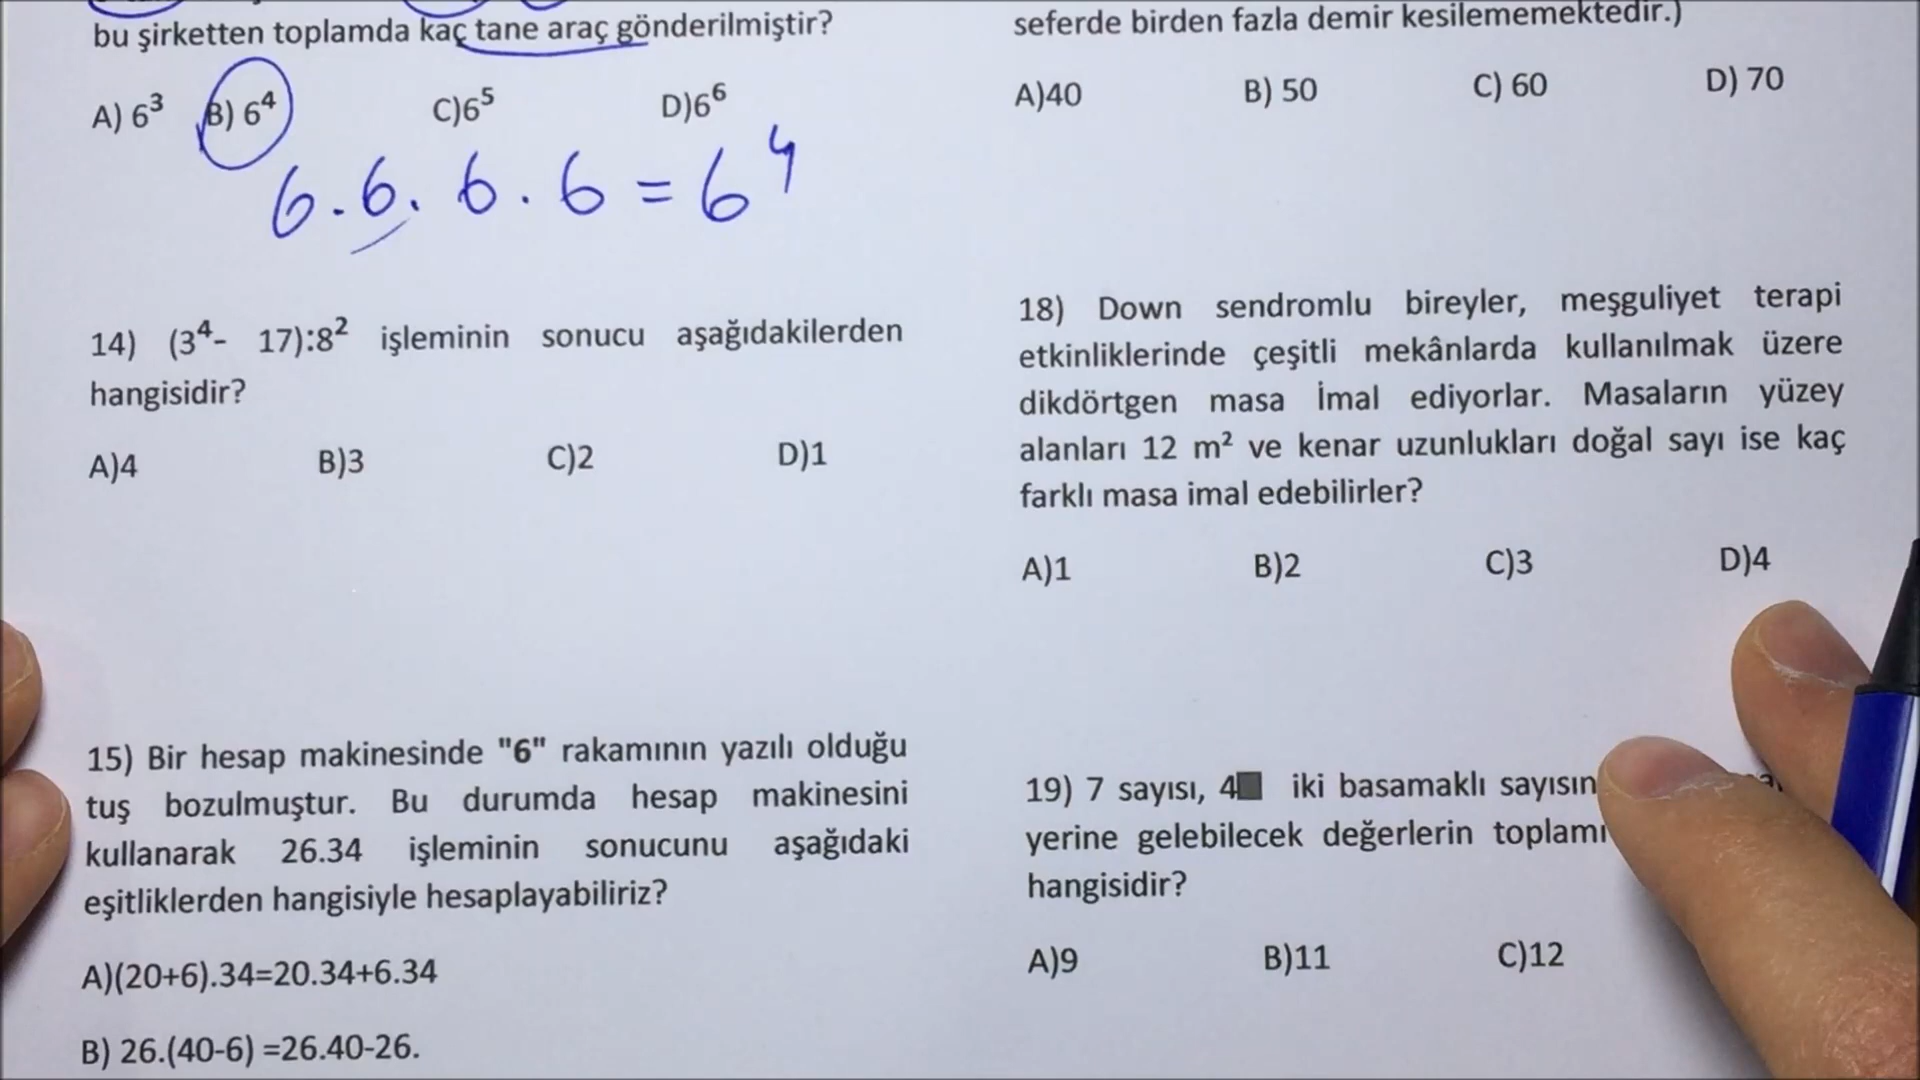 bu şirketten toplamda kaç tane araç gönderilmiştir?
A) 6³ B) 6⁴ C)6⁵ D)6⁶
6.6.6.6=6⁴
14) (3⁴- 17):8² işleminin sonucu aşağıdakilerden
hangisidir?
A)4 B)3 C)2 D)1
15) Bir hesap makinesinde "6" rakamının yazılı olduğu
tuş bozulmuştur. Bu durumda hesap makinesini
kullanarak 26.34 işleminin sonucunu aşağıdaki
eşitliklerden hangisiyle hesaplayabiliriz?
A)(20+6).34=20.34+6.34
B) 26.(40-6) =26.40-26.
seferde birden fazla demir kesilememektedir.)
A)40 B) 50 C) 60 D) 70
18) Down sendromlu bireyler, meşguliyet terapi
etkinliklerinde çeşitli mekânlarda kullanılmak üzere
dikdörtgen masa İmal ediyorlar. Masaların yüzey
alanları 12 m² ve kenar uzunlukları doğal sayı ise kaç
farklı masa imal edebilirler?
A)1 B)2 C)3 D)4
19) 7 sayısı, 4■ iki basamaklı sayısın
yerine gelebilecek değerlerin toplamı
hangisidir?
A)9 B)11 C)12